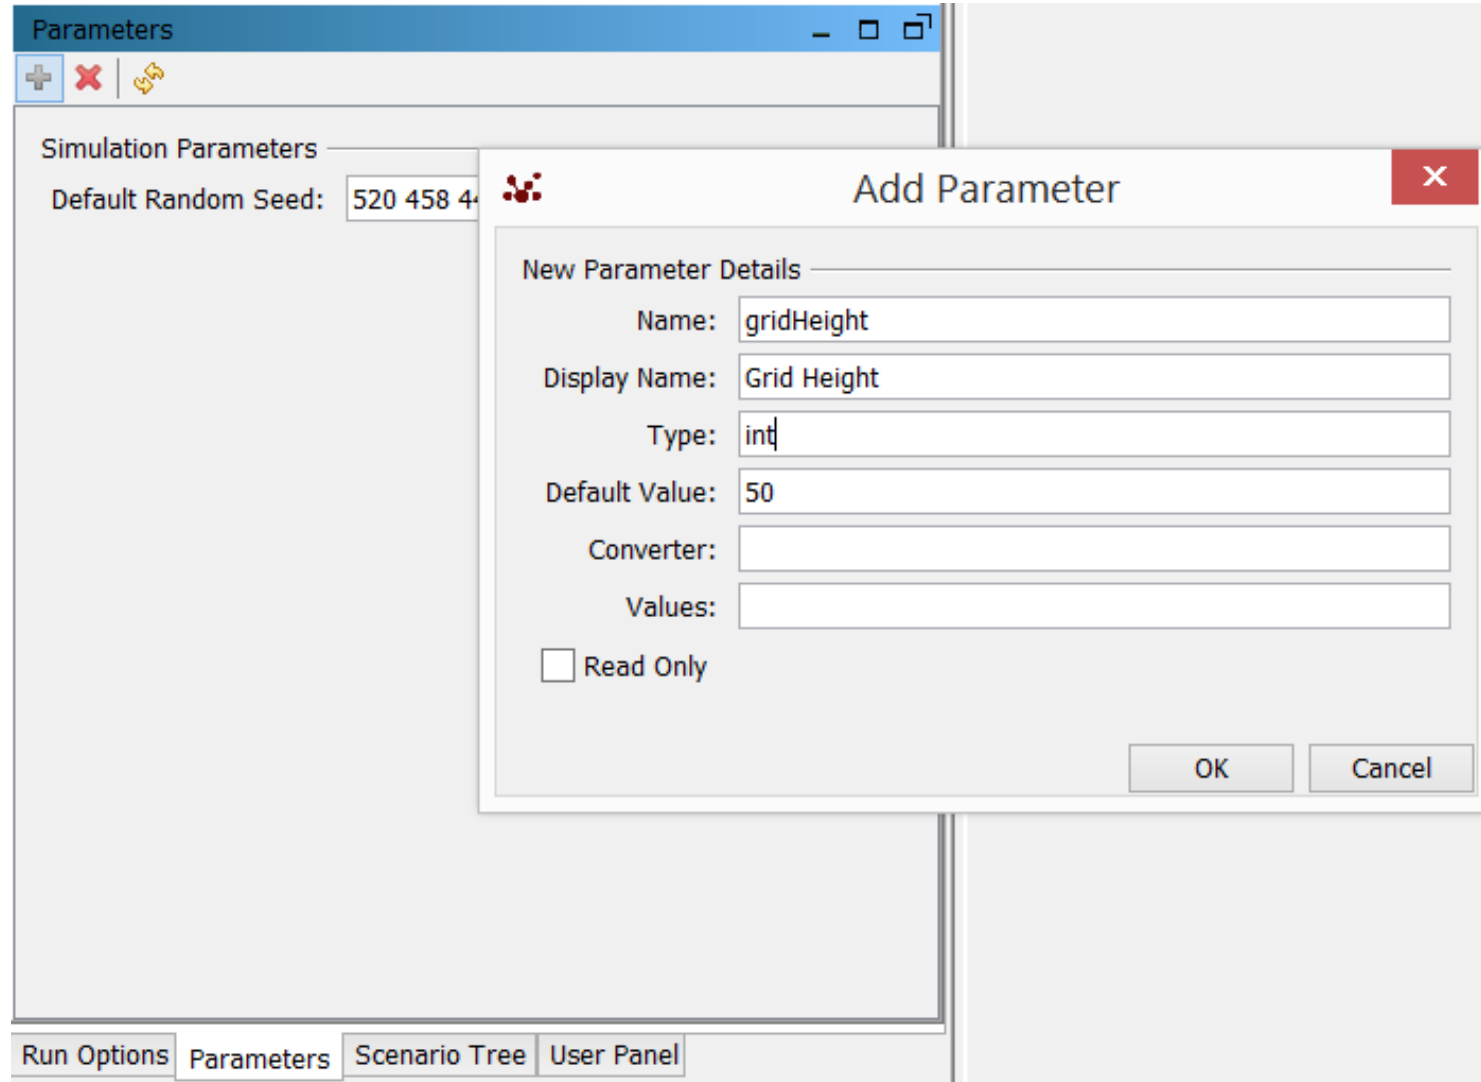 Parameters
Simulation Parameters
Default Random Seed: 520 458 44
Add Parameter
New Parameter Details
Name: gridHeight
Display Name: Grid Height
Type: int
Default Value: 50
Converter:
Values:
Read Only
OK Cancel
Run Options Parameters Scenario Tree User Panel